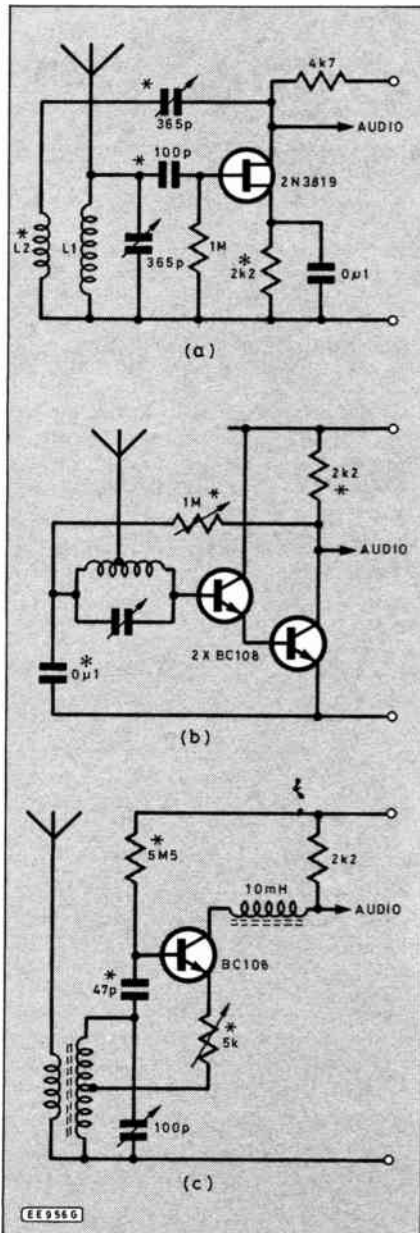 4k7
*
365p
AUDIO
* 100p
2N3819
* L2
L1
365p
1M
* 2k2
0µ1
(a)
1M *
2k2
*
AUDIO
* 0µ1
2 X BC108
(b)
* 5M5
2k2
10mH
AUDIO
BC108
* 47p
* 5k
100p
(c)
EE956G